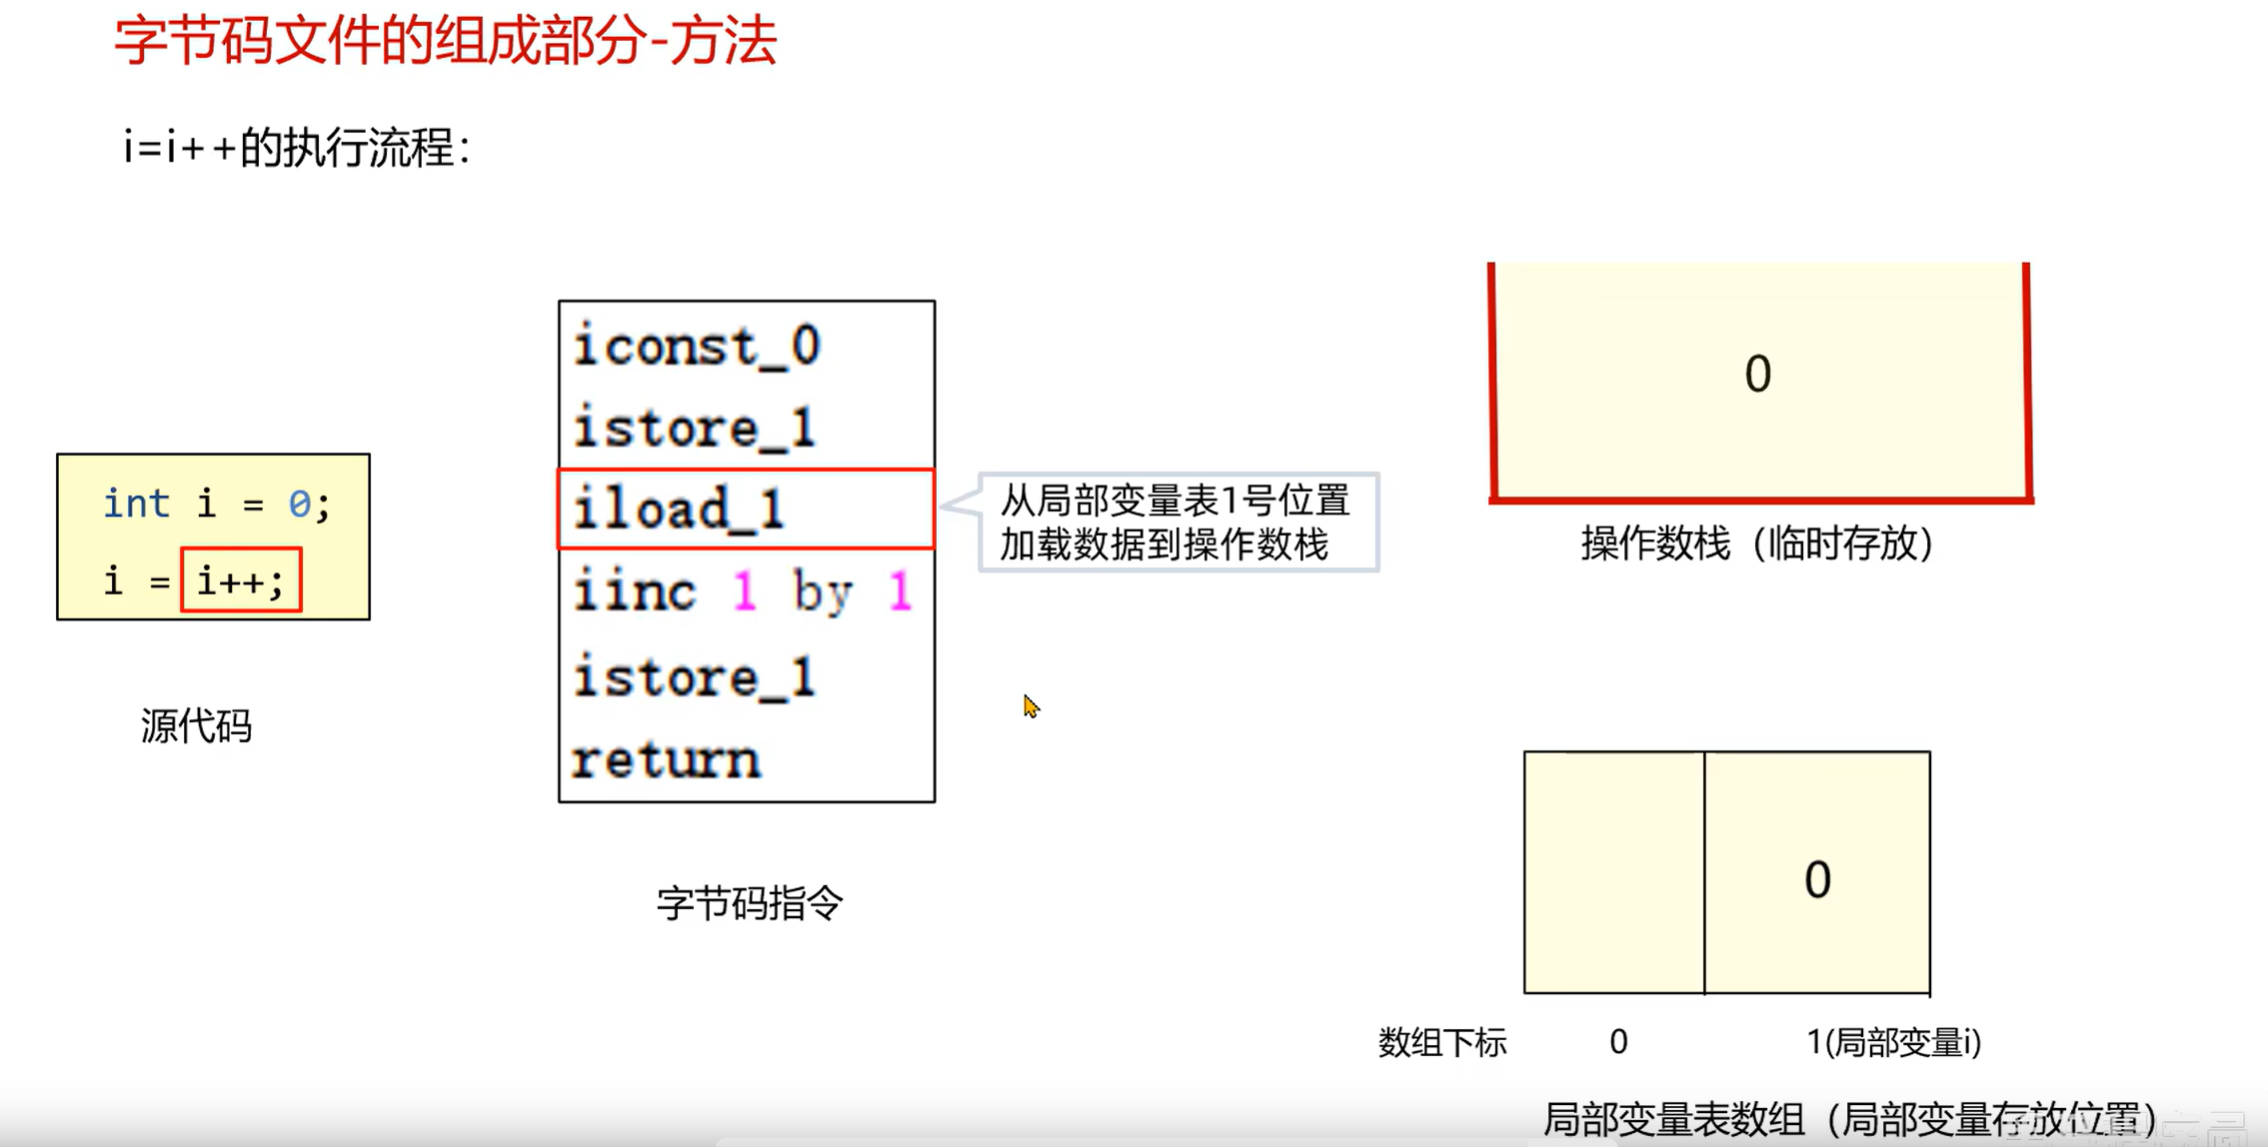 字节码文件的组成部分-方法
i=i++的执行流程：
int i = 0;
i = i++;
源代码
iconst_0
istore_1
iload_1
iinc 1 by 1
istore_1
return
字节码指令
从局部变量表1号位置
加载数据到操作数栈
0
操作数栈（临时存放）
0
数组下标 0 1(局部变量i)
局部变量表数组（局部变量存放位置）